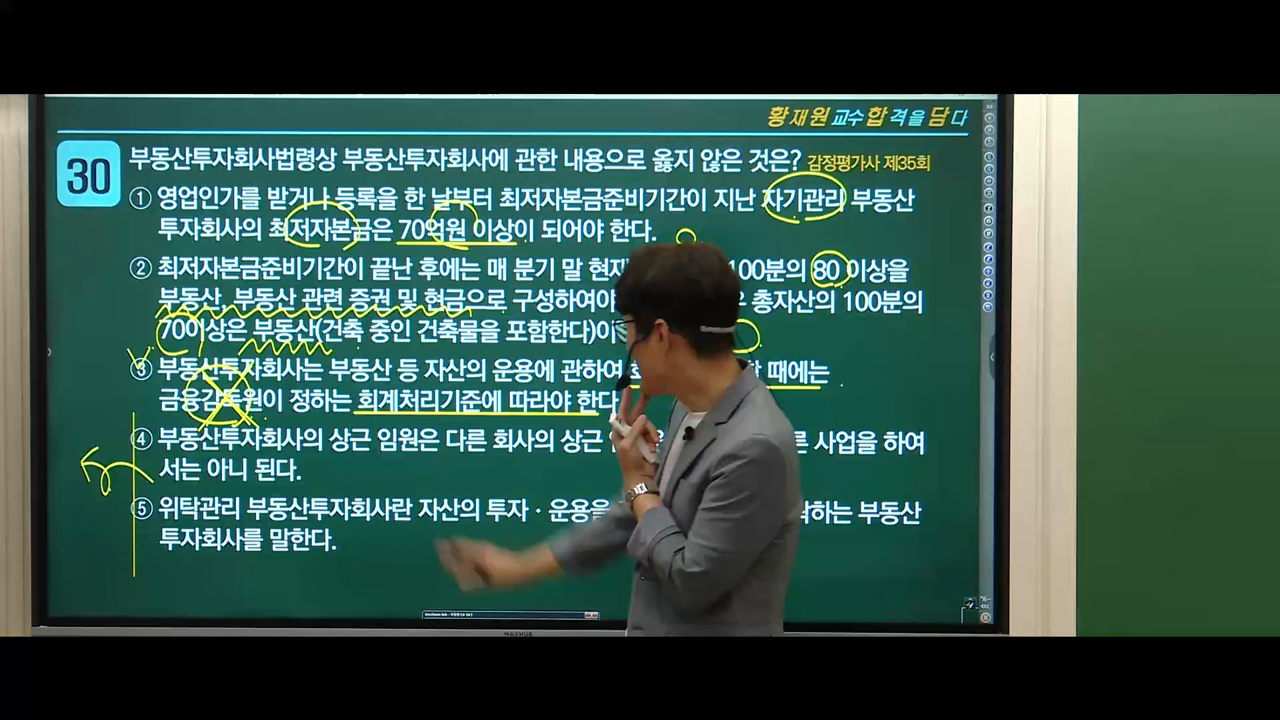 황재원 교수 합격을 담다
30 부동산투자회사법령상 부동산투자회사에 관한 내용으로 옳지 않은 것은? 감정평가사 제35회
① 영업인가를 받거나 등록을 한 날부터 최저자본금준비기간이 지난 자기관리 부동산
투자회사의 최저자본금은 70억원 이상이 되어야 한다.
② 최저자본금준비기간이 끝난 후에는 매 분기 말 현재 100분의 80 이상을
부동산, 부동산 관련 증권 및 현금으로 구성하여야 총자산의 100분의
70이상은 부동산(건축 중인 건축물을 포함한다)이
③ 부동산투자회사는 부동산 등 자산의 운용에 관하여 때에는
금융감독원이 정하는 회계처리기준에 따라야 한다
④ 부동산투자회사의 상근 임원은 다른 회사의 상근 사업을 하여
서는 아니 된다.
⑤ 위탁관리 부동산투자회사란 자산의 투자 · 운용을 하는 부동산
투자회사를 말한다.